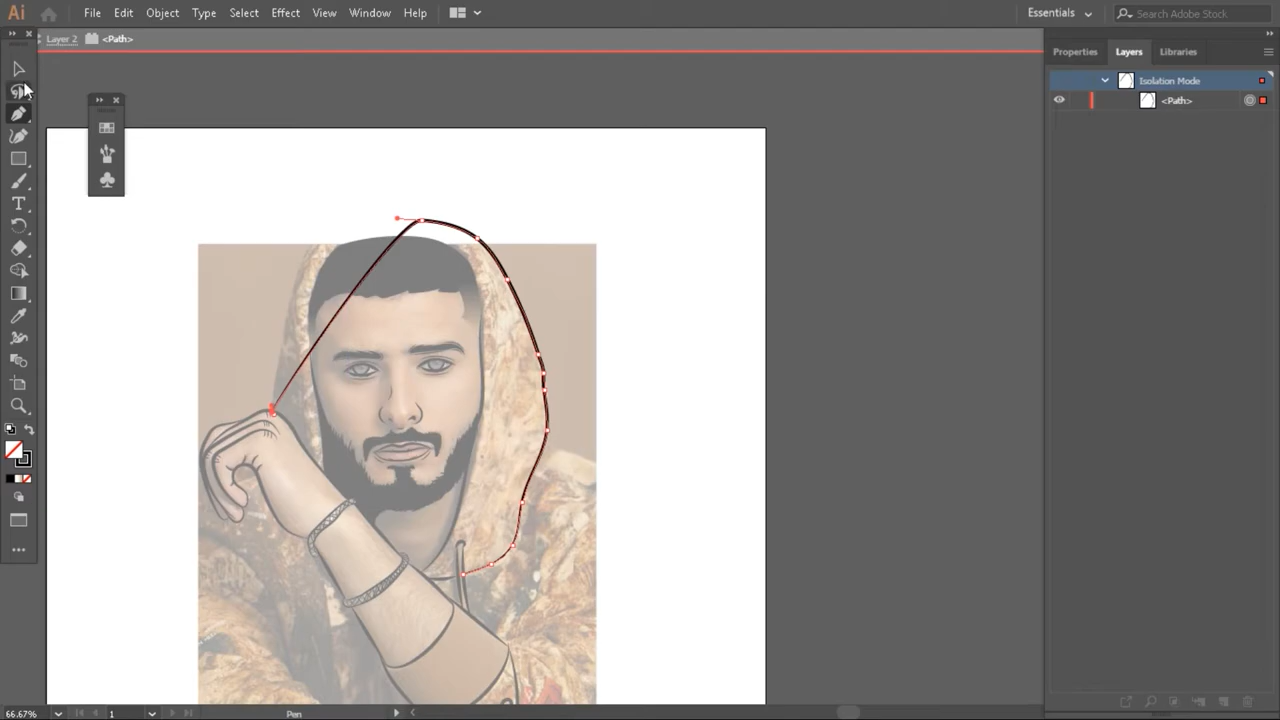 Ai File Edit Object Type Select Effect View Window Help Essentials Search Adobe Stock
Layer 2 <Path>
Properties Layers Libraries
Isolation Mode
<Path>
66.67% 1 Pen